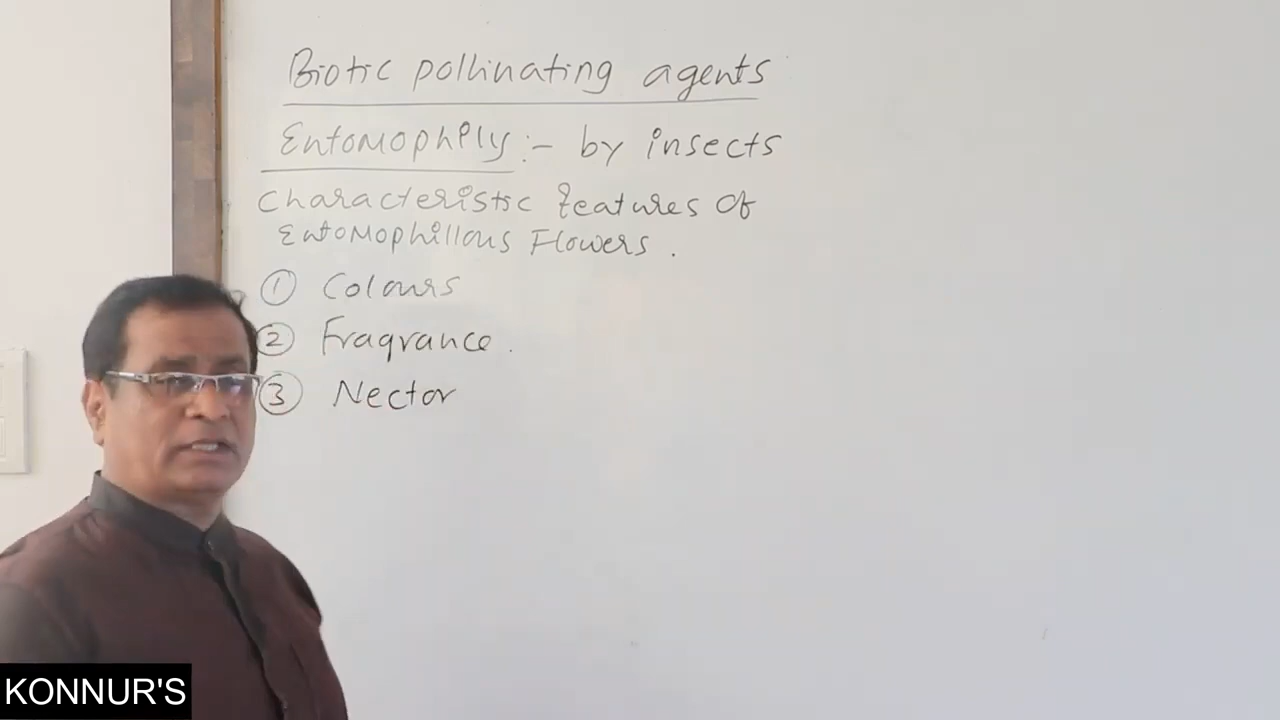 Biotic pollinating agents
Entomophily :- by insects
Characteristic features of
Entomophillous Flowers.
① Colours
② Fragrance.
③ Nector
KONNUR'S